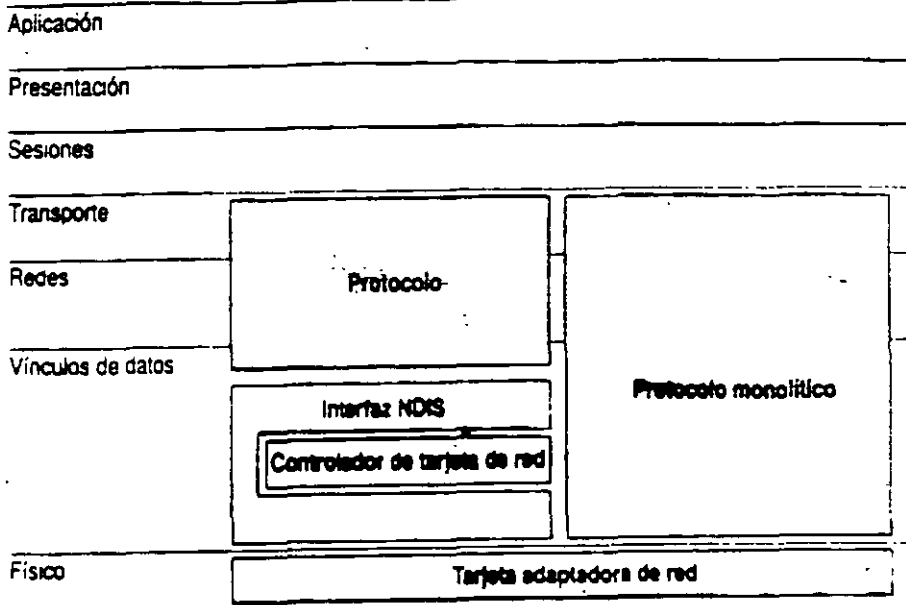 Aplicación
Presentación
Sesiones
Transporte
Redes
Protocolo
Vínculos de datos
Protocolo monolítico
Interfaz NDIS
Controlador de tarjeta de red
Físico
Tarjeta adaptadora de red